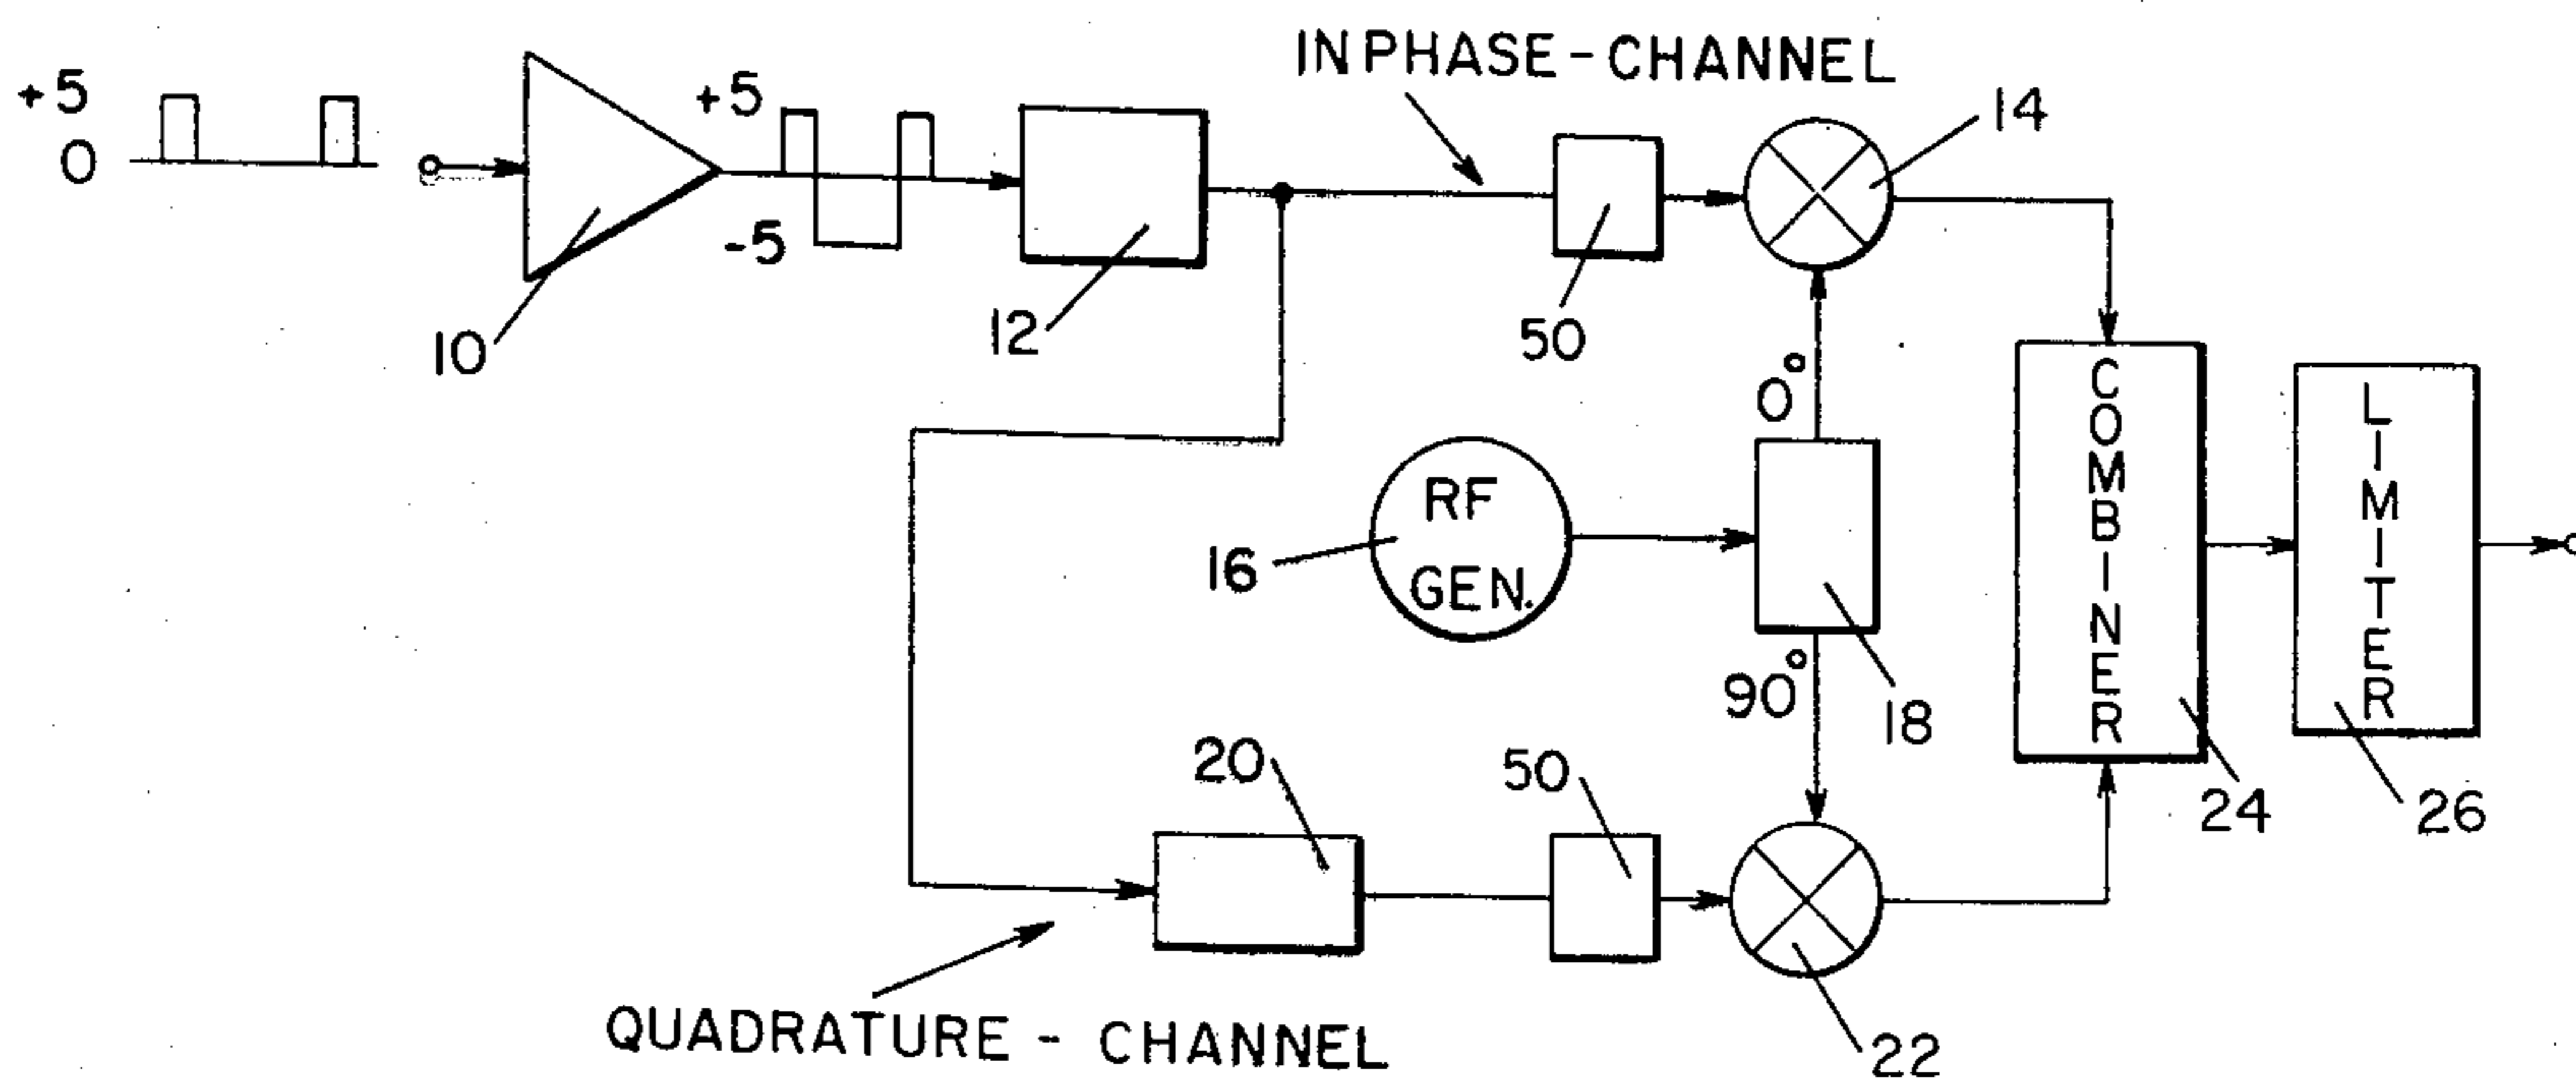 INPHASE - CHANNEL
+5
0
+5
-5
14
10
12
50
0°
RF
GEN.
16
90°
18
COMBINER
LIMITER
24
26
20
50
22
QUADRATURE - CHANNEL